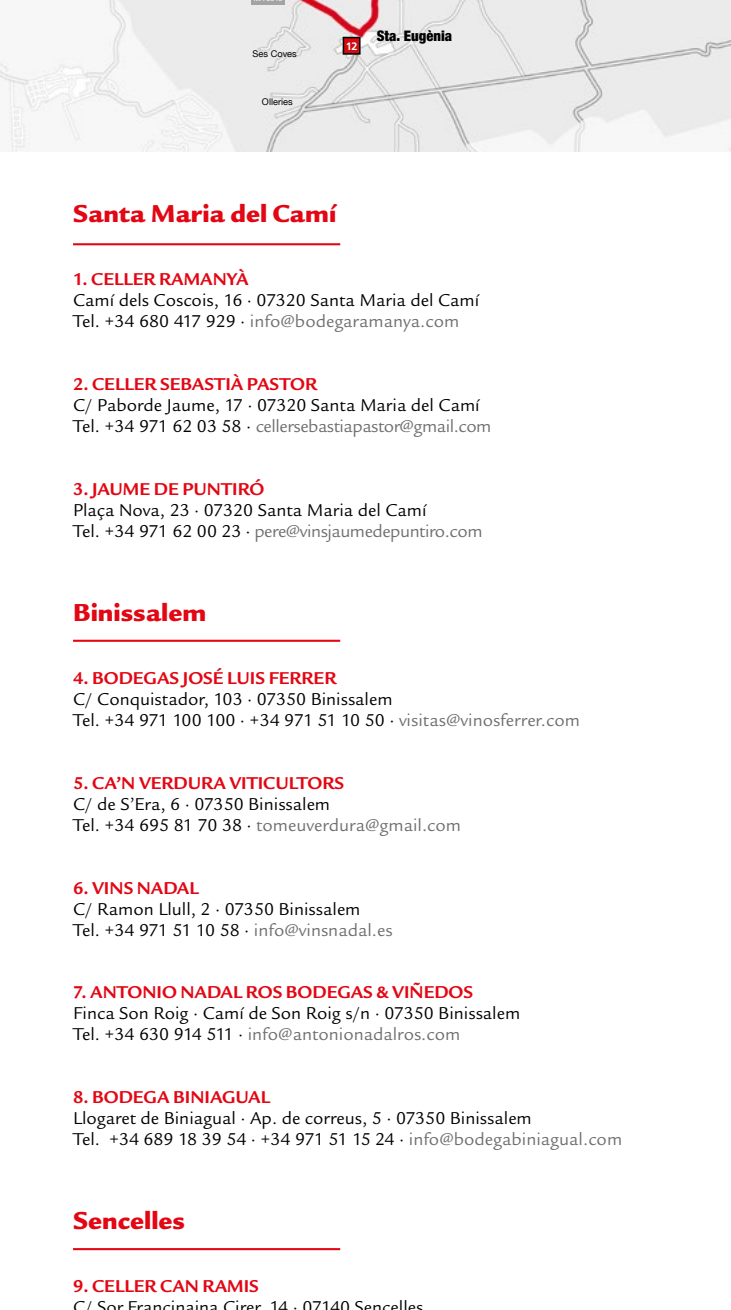 Sta. Eugènia
12
Ses Coves
Olleries
Santa Maria del Camí
1. CELLER RAMANYÀ
Camí dels Coscois, 16 · 07320 Santa Maria del Camí
Tel. +34 680 417 929 · info@bodegaramanya.com
2. CELLER SEBASTIÀ PASTOR
C/ Paborde Jaume, 17 · 07320 Santa Maria del Camí
Tel. +34 971 62 03 58 · cellersebastiapastor@gmail.com
3. JAUME DE PUNTIRÓ
Plaça Nova, 23 · 07320 Santa Maria del Camí
Tel. +34 971 62 00 23 · pere@vinsjaumedepuntiro.com
Binissalem
4. BODEGAS JOSÉ LUIS FERRER
C/ Conquistador, 103 · 07350 Binissalem
Tel. +34 971 100 100 · +34 971 51 10 50 · visitas@vinosferrer.com
5. CA’N VERDURA VITICULTORS
C/ de S’Era, 6 · 07350 Binissalem
Tel. +34 695 81 70 38 · tomeuverdura@gmail.com
6. VINS NADAL
C/ Ramon Llull, 2 · 07350 Binissalem
Tel. +34 971 51 10 58 · info@vinsnadal.es
7. ANTONIO NADAL ROS BODEGAS & VIÑEDOS
Finca Son Roig · Camí de Son Roig s/n · 07350 Binissalem
Tel. +34 630 914 511 · info@antonionadalros.com
8. BODEGA BINIAGUAL
Llogaret de Biniagual · Ap. de correus, 5 · 07350 Binissalem
Tel. +34 689 18 39 54 · +34 971 51 15 24 · info@bodegabiniagual.com
Sencelles
9. CELLER CAN RAMIS
C/ Sor Francinaina Cirer, 14 · 07140 Sencelles